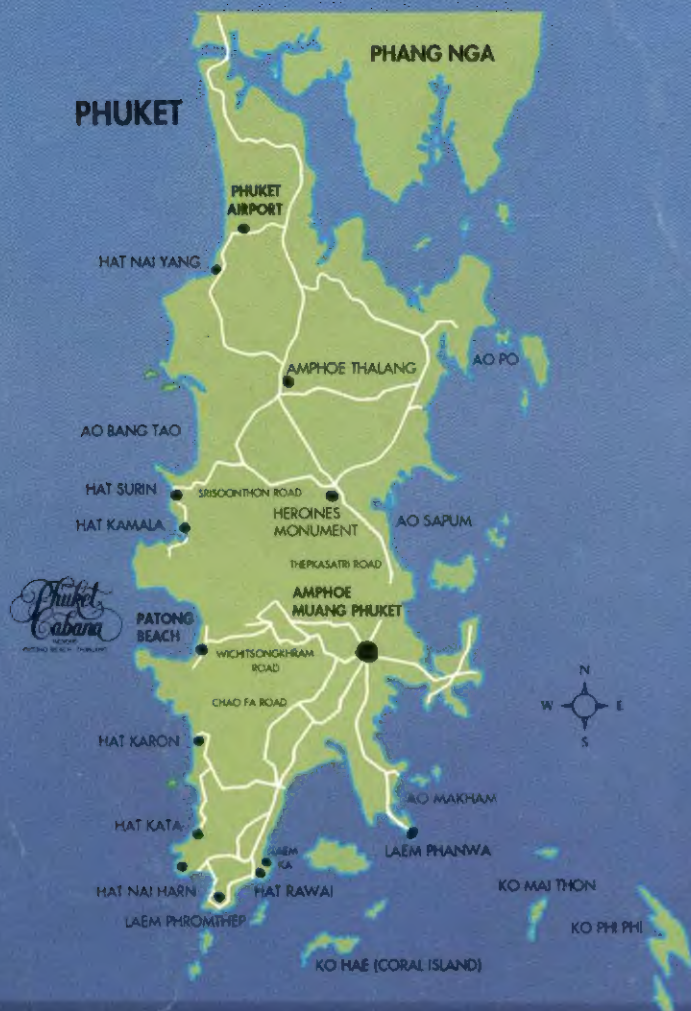 PHANG NGA
PHUKET
PHUKET
AIRPORT
HAT NAI YANG
AMPHOE THALANG
AO PO
AO BANG TAO
HAT SURIN
SRISOONTHON ROAD
HEROINES
MONUMENT
AO SAPUM
HAT KAMALA
THEPKASATRI ROAD
AMPHOE
MUANG PHUKET
Phuket
Cabana
PATONG
BEACH
WICHITSONGKHRAM
ROAD
CHAO FA ROAD
N
W E
S
HAT KARON
AO MAKHAM
HAT KATA
LAEM PHANWA
LAEM
KA
HAT NAI HARN
HAT RAWAI
KO MAI THON
LAEM PHROMTHEP
KO PHI PHI
KO HAE (CORAL ISLAND)